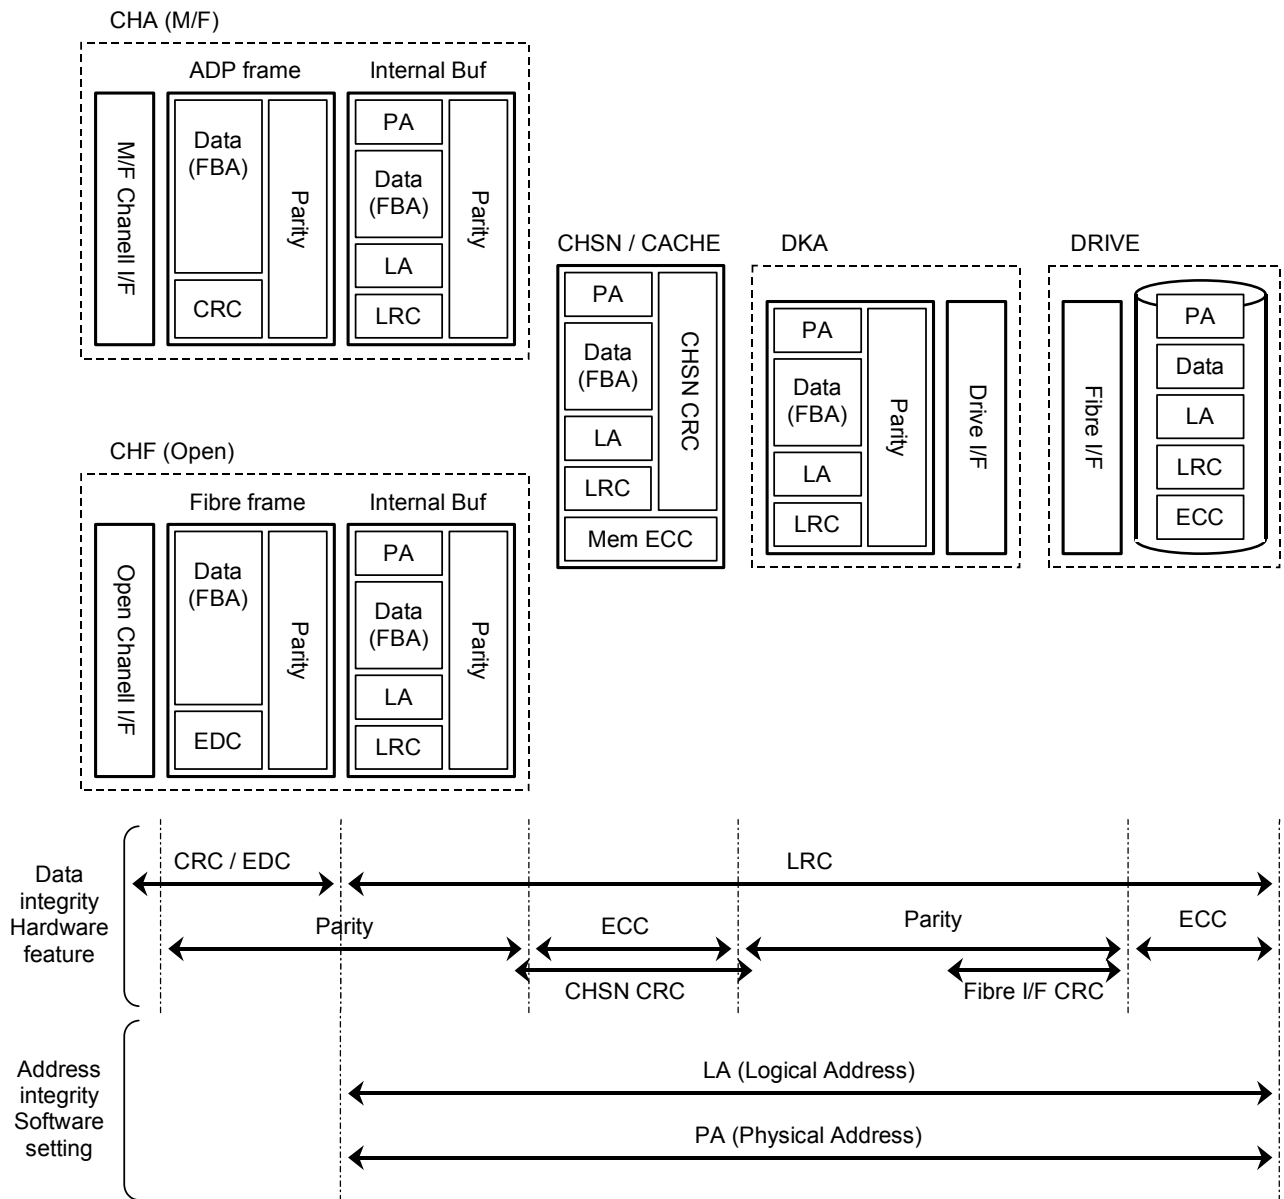 CHA (M/F)
ADP frame
Internal Buf
M/F Chanell I/F
Data
(FBA)
CRC
Parity
PA
Data
(FBA)
LA
LRC
Parity
CHF (Open)
Fibre frame
Internal Buf
Open Chanell I/F
Data
(FBA)
EDC
Parity
PA
Data
(FBA)
LA
LRC
Parity
CHSN / CACHE
PA
Data
(FBA)
LA
LRC
CHSN CRC
Mem ECC
DKA
PA
Data
(FBA)
LA
LRC
Parity
Drive I/F
DRIVE
Fibre I/F
PA
Data
LA
LRC
ECC
Data
integrity
Hardware
feature
CRC / EDC
LRC
Parity
ECC
Parity
ECC
CHSN CRC
Fibre I/F CRC
Address
integrity
Software
setting
LA (Logical Address)
PA (Physical Address)